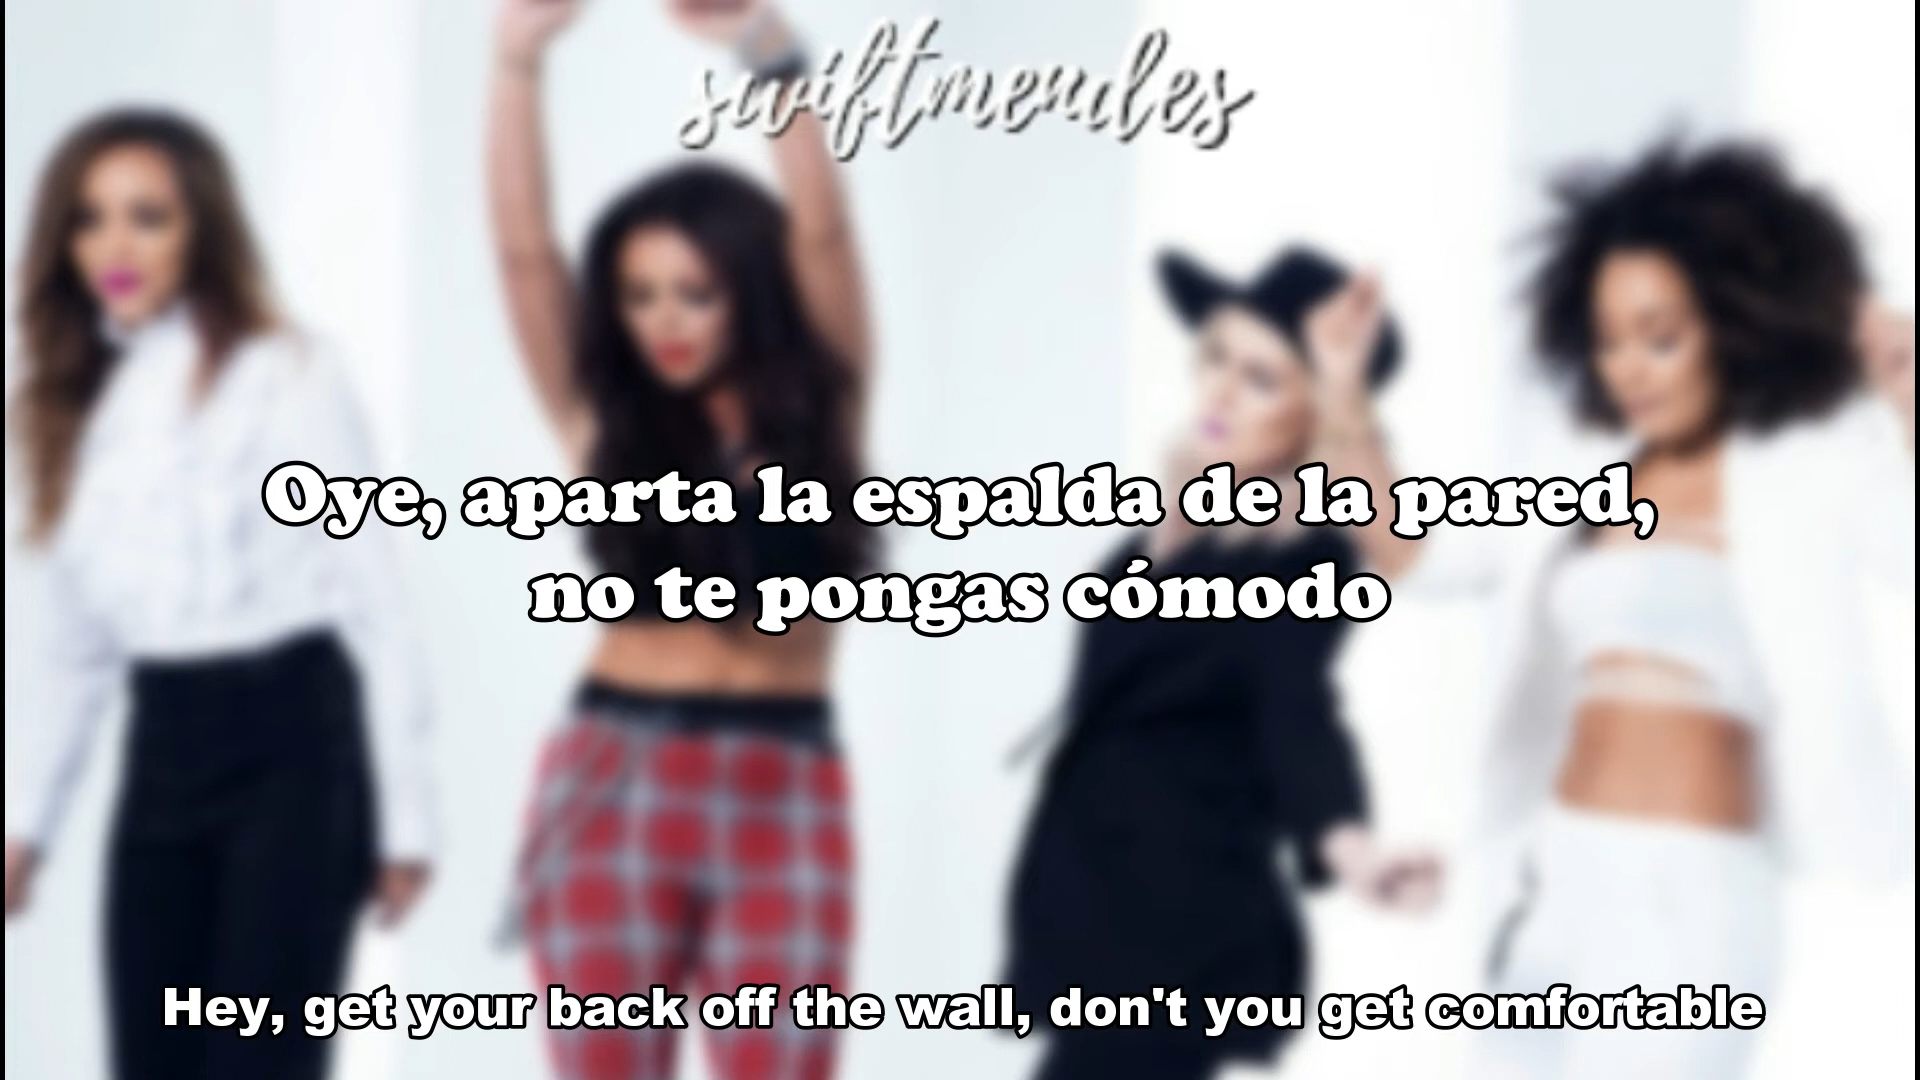 swiftmendes
Oye, aparta la espalda de la pared,
no te pongas cómodo
Hey, get your back off the wall, don't you get comfortable